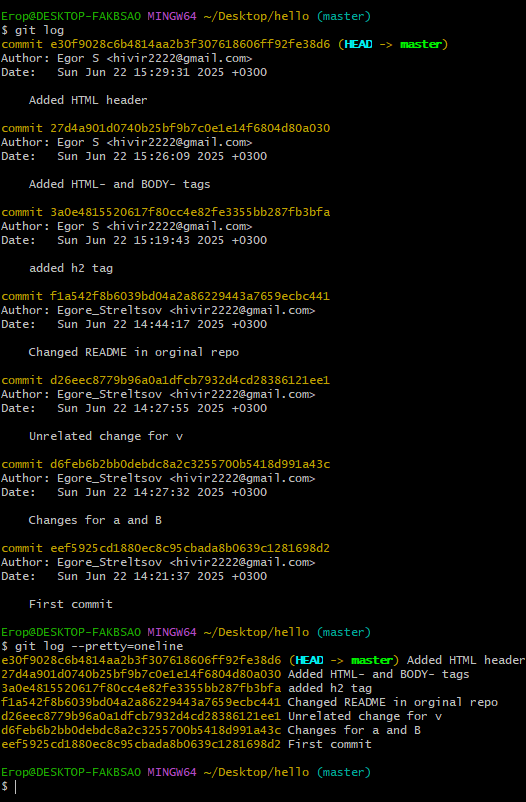 Егор@DESKTOP-FAKBSAO MINGW64 ~/Desktop/hello (master)
$ git log
commit e30f9028c6b4814aa2b3f307618606ff92fe38d6 (HEAD -> master)
Author: Egor S <hivir2222@gmail.com>
Date:   Sun Jun 22 15:29:31 2025 +0300
    Added HTML header
commit 27d4a901d0740b25bf9b7c0e1e14f6804d80a030
Author: Egor S <hivir2222@gmail.com>
Date:   Sun Jun 22 15:26:09 2025 +0300
    Added HTML- and BODY- tags
commit 3a0e4815520617f80cc4e82fe3355bb287fb3bfa
Author: Egor S <hivir2222@gmail.com>
Date:   Sun Jun 22 15:19:43 2025 +0300
    added h2 tag
commit f1a542f8b6039bd04a2a86229443a7659ecbc441
Author: Egore_Streltsov <hivir2222@gmail.com>
Date:   Sun Jun 22 14:44:17 2025 +0300
    Changed README in orginal repo
commit d26eec8779b96a0a1dfcb7932d4cd28386121ee1
Author: Egore_Streltsov <hivir2222@gmail.com>
Date:   Sun Jun 22 14:27:55 2025 +0300
    Unrelated change for v
commit d6feb6b2bb0debdc8a2c3255700b5418d991a43c
Author: Egore_Streltsov <hivir2222@gmail.com>
Date:   Sun Jun 22 14:27:32 2025 +0300
    Changes for a and B
commit eef5925cd1880ec8c95cbada8b0639c1281698d2
Author: Egore_Streltsov <hivir2222@gmail.com>
Date:   Sun Jun 22 14:21:37 2025 +0300
    First commit
Егор@DESKTOP-FAKBSAO MINGW64 ~/Desktop/hello (master)
$ git log --pretty=oneline
e30f9028c6b4814aa2b3f307618606ff92fe38d6 (HEAD -> master) Added HTML header
27d4a901d0740b25bf9b7c0e1e14f6804d80a030 Added HTML- and BODY- tags
3a0e4815520617f80cc4e82fe3355bb287fb3bfa added h2 tag
f1a542f8b6039bd04a2a86229443a7659ecbc441 Changed README in orginal repo
d26eec8779b96a0a1dfcb7932d4cd28386121ee1 Unrelated change for v
d6feb6b2bb0debdc8a2c3255700b5418d991a43c Changes for a and B
eef5925cd1880ec8c95cbada8b0639c1281698d2 First commit
Егор@DESKTOP-FAKBSAO MINGW64 ~/Desktop/hello (master)
$